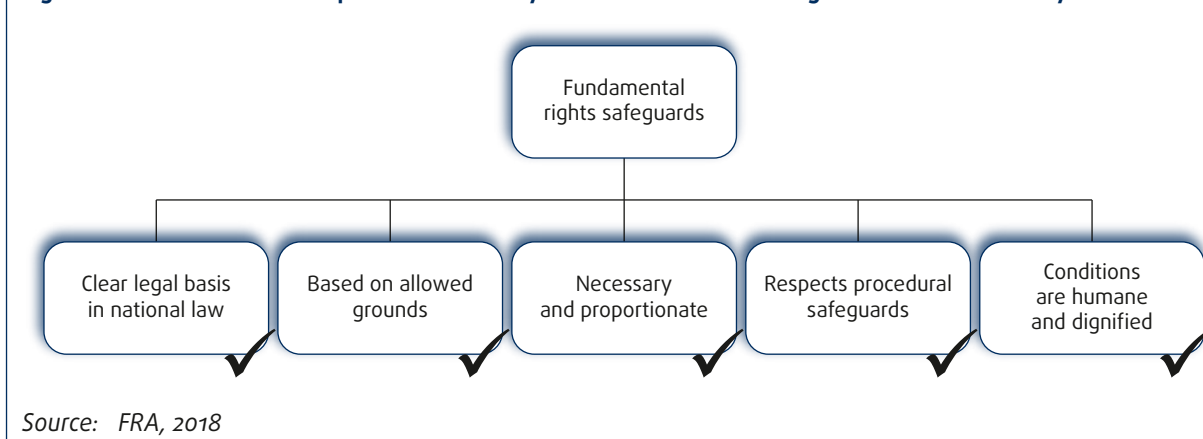 Fundamental
rights safeguards
Clear legal basis
in national law
Based on allowed
grounds
Necessary
and proportionate
Respects procedural
safeguards
Conditions
are humane
and dignified
Source: FRA, 2018